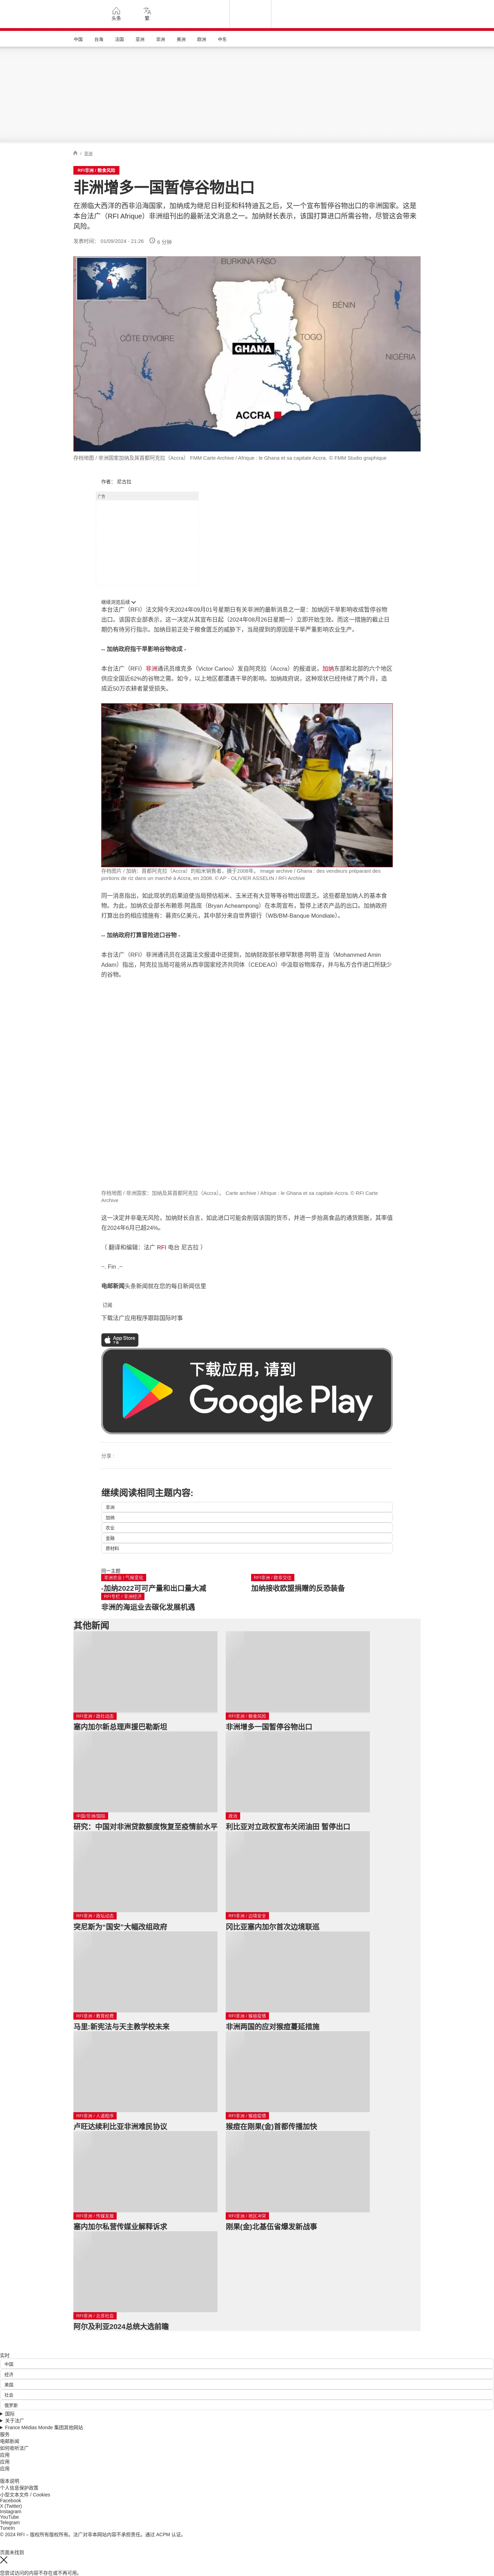 头条
繁
中国 台海 法国 亚洲 非洲 美洲 欧洲 中东
/ 非洲
RFI非洲 / 粮食风险
非洲增多一国暂停谷物出口
在濒临大西洋的西非沿海国家，加纳成为继尼日利亚和科特迪瓦之后，又一个宣布暂停谷物出口的非洲国家。这是
本台法广（RFI Afrique）非洲组刊出的最新法文消息之一。加纳财长表示，该国打算进口所需谷物，尽管这会带来
风险。
发表时间： 01/09/2024 - 21:26 6 分钟
BURKINA FASO
BÉNIN
CÔTE D'IVOIRE
TOGO
GHANA
NIGÉRIA
ACCRA
存档地图 / 非洲国家加纳及其首都阿克拉（Accra） FMM Carte Archive / Afrique : le Ghana et sa capitale Accra. © FMM Studio graphique
作者： 尼古拉
广告
继续浏览后续
本台法广（RFI）法文网今天2024年09月01号星期日有关非洲的最新消息之一是：加纳因干旱影响收成暂停谷物
出口。该国农业部表示，这一决定从其宣布日起（2024年08月26日星期一）立即开始生效。而这一措施的截止日
期仍有待另行指示。加纳目前正处于粮食匮乏的威胁下，当局提到的原因是干旱严重影响农业生产。
-- 加纳政府指干旱影响谷物收成 -
本台法广（RFI）非洲通讯员维克多（Victor Cariou）发自阿克拉（Accra）的报道说，加纳东部和北部的六个地区
供应全国近62%的谷物之需。如今，以上地区都遭遇干旱的影响。加纳政府说，这种现状已经持续了两个月，造
成近50万农耕者蒙受损失。
存档图片 / 加纳：首都阿克拉（Accra）的稻米销售者，摄于2008年。 Image archive / Ghana : des vendeurs préparant des
portions de riz dans un marché à Accra, en 2008. © AP - OLIVIER ASSELIN / RFI Archive
同一消息指出，如此现状的后果迫使当局预估稻米、玉米还有大豆等等谷物出现匮乏。这些都是加纳人的基本食
物。为此，加纳农业部长布赖恩·阿昌庞（Bryan Acheampong）在本周宣布，暂停上述农产品的出口。加纳政府
打算出台的相应措施有：募资5亿美元，其中部分来自世界银行（WB/BM-Banque Mondiale）。
-- 加纳政府打算冒险进口谷物 -
本台法广（RFI）非洲通讯员在这篇法文报道中还提到，加纳财政部长穆罕默德·阿明·亚当（Mohammed Amin
Adam）指出，阿克拉当局可能将从西非国家经济共同体（CEDEAO）中汲取谷物库存，并与私方合作进口所缺少
的谷物。
存档地图 / 非洲国家：加纳及其首都阿克拉（Accra）。 Carte archive / Afrique : le Ghana et sa capitale Accra. © RFI Carte
Archive
这一决定并非毫无风险，加纳财长自言，如此进口可能会削弱该国的货币，并进一步抬高食品的通货膨胀，其率值
在2024年6月已超24%。
（ 翻译和编辑：法广 RFI 电台 尼古拉 ）
~. Fin .~
电邮新闻头条新闻就在您的每日新闻信里
订阅
下载法广应用程序跟踪国际时事
App Store
下载
下载应用，请到
Google Play
分享 :
继续阅读相同主题内容:
非洲
加纳
农业
金融
原材料
同一主题
非洲农业 / 气候变化
-加纳2022可可产量和出口量大减
RFI非洲 / 欧非交往
加纳接收欧盟捐赠的反恐装备
RFI专栏 / 非洲经济
非洲的海运业去碳化发展机遇
其他新闻
RFI非洲 / 政社动态
塞内加尔新总理声援巴勒斯坦
RFI非洲 / 粮食风险
非洲增多一国暂停谷物出口
中国/非洲/国际
研究：中国对非洲贷款额度恢复至疫情前水平
政治
利比亚对立政权宣布关闭油田 暂停出口
RFI非洲 / 政坛动态
突尼斯为“国安”大幅改组政府
RFI非洲 / 边境安全
冈比亚塞内加尔首次边境联巡
RFI非洲 / 教育经费
马里:新宪法与天主教学校未来
RFI非洲 / 猴痘疫情
非洲两国的应对猴痘蔓延措施
RFI非洲 / 人道植本
卢旺达续利比亚非洲难民协议
RFI非洲 / 猴痘疫情
猴痘在刚果(金)首都传播加快
RFI非洲 / 传媒发展
塞内加尔私营传媒业解释诉求
RFI非洲 / 地区冲突
刚果(金)北基伍省爆发新战事
RFI非洲 / 北非社会
阿尔及利亚2024总统大选前瞻
实时
中国
经济
美国
社会
俄罗斯
国际
关于法广
France Médias Monde 集团其他网站
服务
电邮新闻
如何收听法广
应用
应用
应用
版本说明
个人信息保护政策
小型文本文件 / Cookies
Facebook
X (Twitter)
Instagram
YouTube
Telegram
TuneIn
© 2024 RFI – 版权所有版权所有。法广对非本网站内容不承担责任。通过 ACPM 认证。
页面未找到
您尝试访问的内容不存在或不再可用。